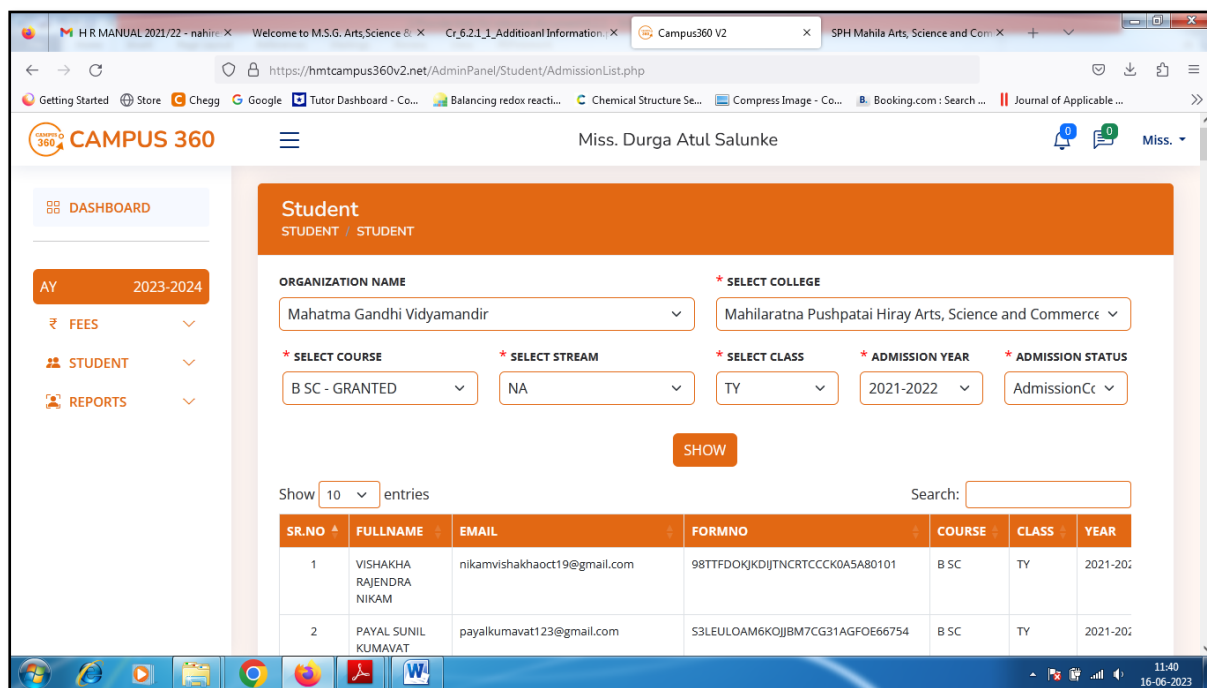 H R MANUAL 2021/22 - nahire Welcome to M.S.G. Arts,Science & Cr_6.2.1_1_Additioanl Information. Campus360 V2 SPH Mahila Arts, Science and Com
https://hmtcampus360v2.net/AdminPanel/Student/AdmissionList.php
Getting Started Store Chegg Google Tutor Dashboard - Co... Balancing redox reacti... Chemical Structure Se... Compress Image - Co... Booking.com : Search ... Journal of Applicable ...
CAMPUS 360 CAMPUS 360 Miss. Durga Atul Salunke 0 0 Miss.
DASHBOARD
AY 2023-2024
FEES
STUDENT
REPORTS
Student
STUDENT / STUDENT
ORGANIZATION NAME * SELECT COLLEGE
Mahatma Gandhi Vidyamandir Mahilaratna Pushpatai Hiray Arts, Science and Commerce
* SELECT COURSE * SELECT STREAM * SELECT CLASS * ADMISSION YEAR * ADMISSION STATUS
B SC - GRANTED NA TY 2021-2022 AdmissionCc
SHOW
Show 10 entries Search:
SR.NO FULLNAME EMAIL FORMNO COURSE CLASS YEAR
1 VISHAKHA RAJENDRA NIKAM nikamvishakhaoct19@gmail.com 98TTFDOKJKDIJTNCRTCCCK0A5A80101 B SC TY 2021-202
2 PAYAL SUNIL KUMAVAT payalkumavat123@gmail.com S3LEULOAM6KOJJBM7CG31AGFOE66754 B SC TY 2021-202
11:40
16-06-2023